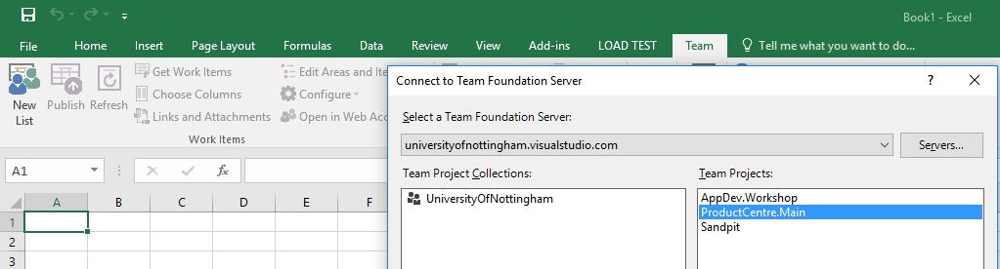 Book1 - Excel
File Home Insert Page Layout Formulas Data Review View Add-ins LOAD TEST Team Tell me what you want to do...
New List
Publish
Refresh
Get Work Items
Choose Columns
Links and Attachments
Edit Areas and Ite
Configure
Open in Web Acc
Work Items
Connect to Team Foundation Server
?
Select a Team Foundation Server:
universityofnottingham.visualstudio.com
Servers...
Team Project Collections:
UniversityOfNottingham
Team Projects:
AppDev.Workshop
ProductCentre.Main
Sandpit
A1
fx
A B C D E F
1
2
3